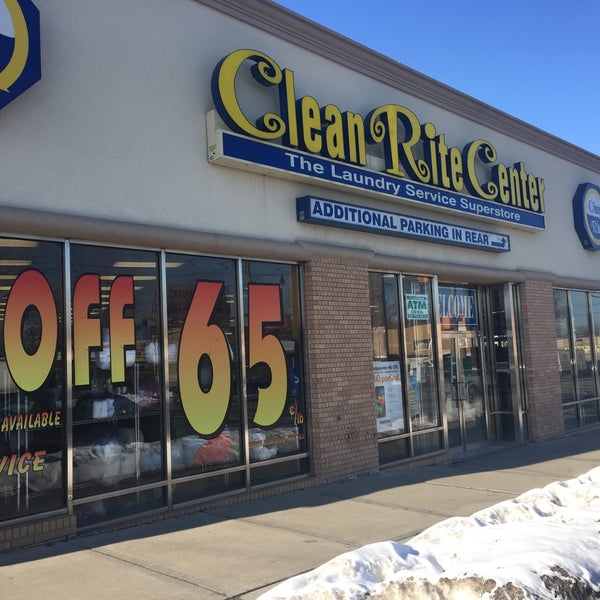 Clean Rite Center
The Laundry Service Superstore
ADDITIONAL PARKING IN REAR
OFF 65
AVAILABLE
VICE
ATM
WELCOME